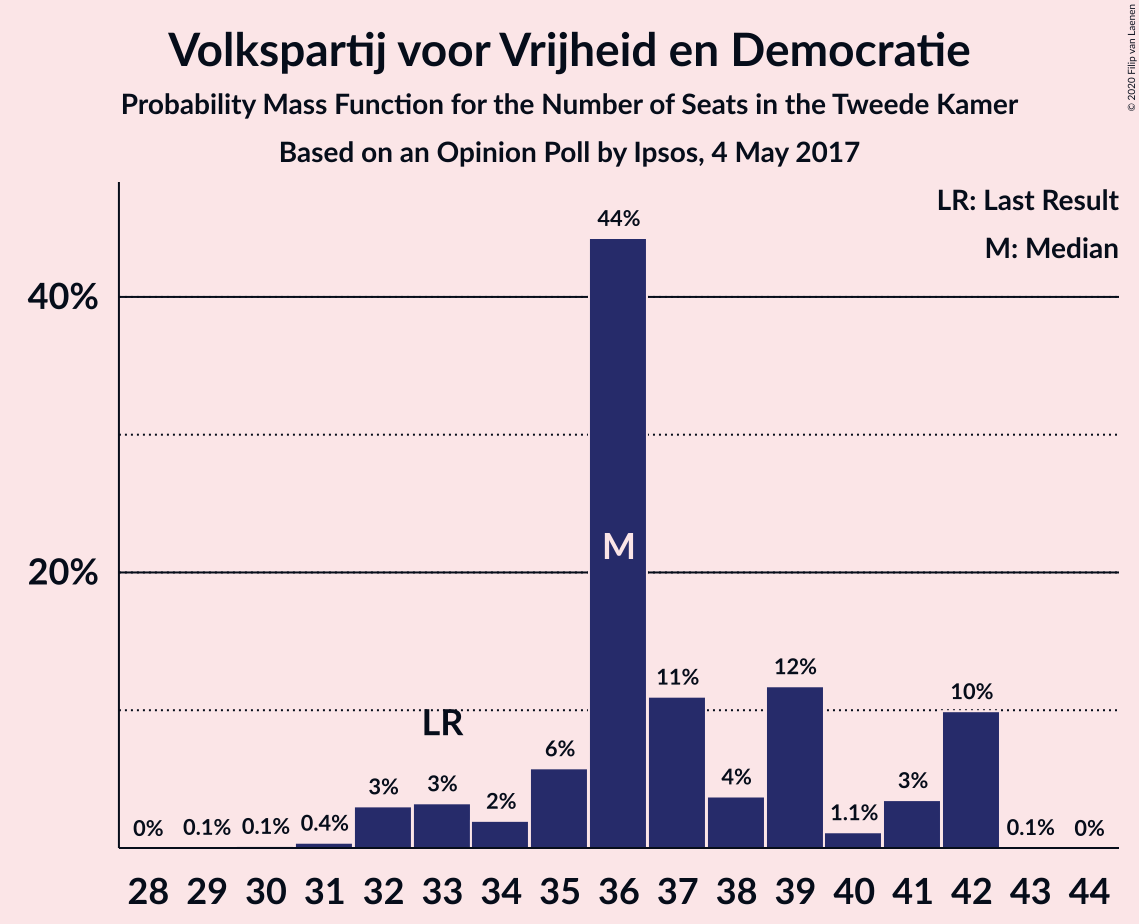 Volkspartij voor Vrijheid en Democratie
Probability Mass Function for the Number of Seats in the Tweede Kamer
Based on an Opinion Poll by Ipsos, 4 May 2017
© 2020 Filip van Laenen
LR: Last Result
M: Median
40%
20%
0% 0.1% 0.1% 0.4% 3% 3% 2% 6% 44% 11% 4% 12% 1.1% 3% 10% 0.1% 0%
LR
M
28 29 30 31 32 33 34 35 36 37 38 39 40 41 42 43 44